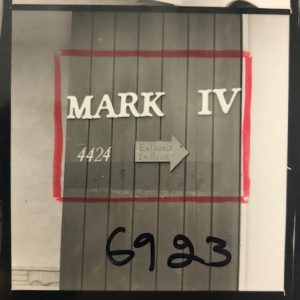 MARK IV
4424
ENTRANCE
IN REAR
6923